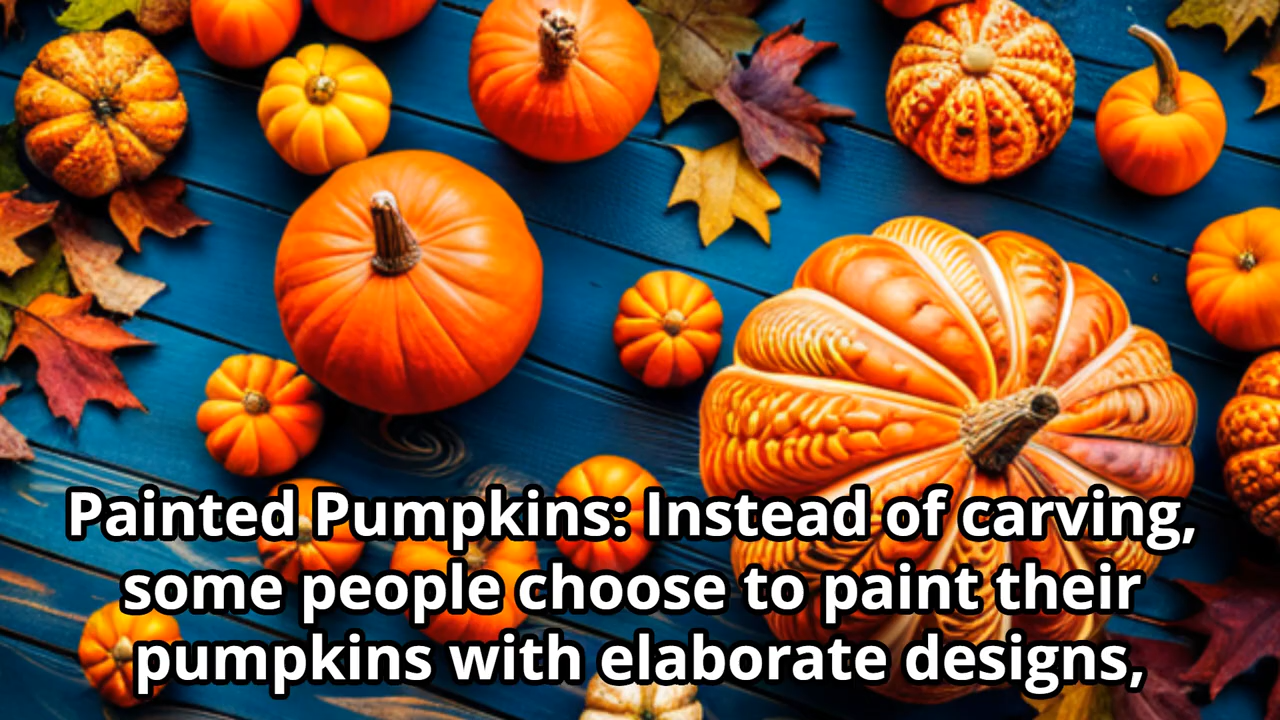 Painted Pumpkins: Instead of carving,
some people choose to paint their
pumpkins with elaborate designs,